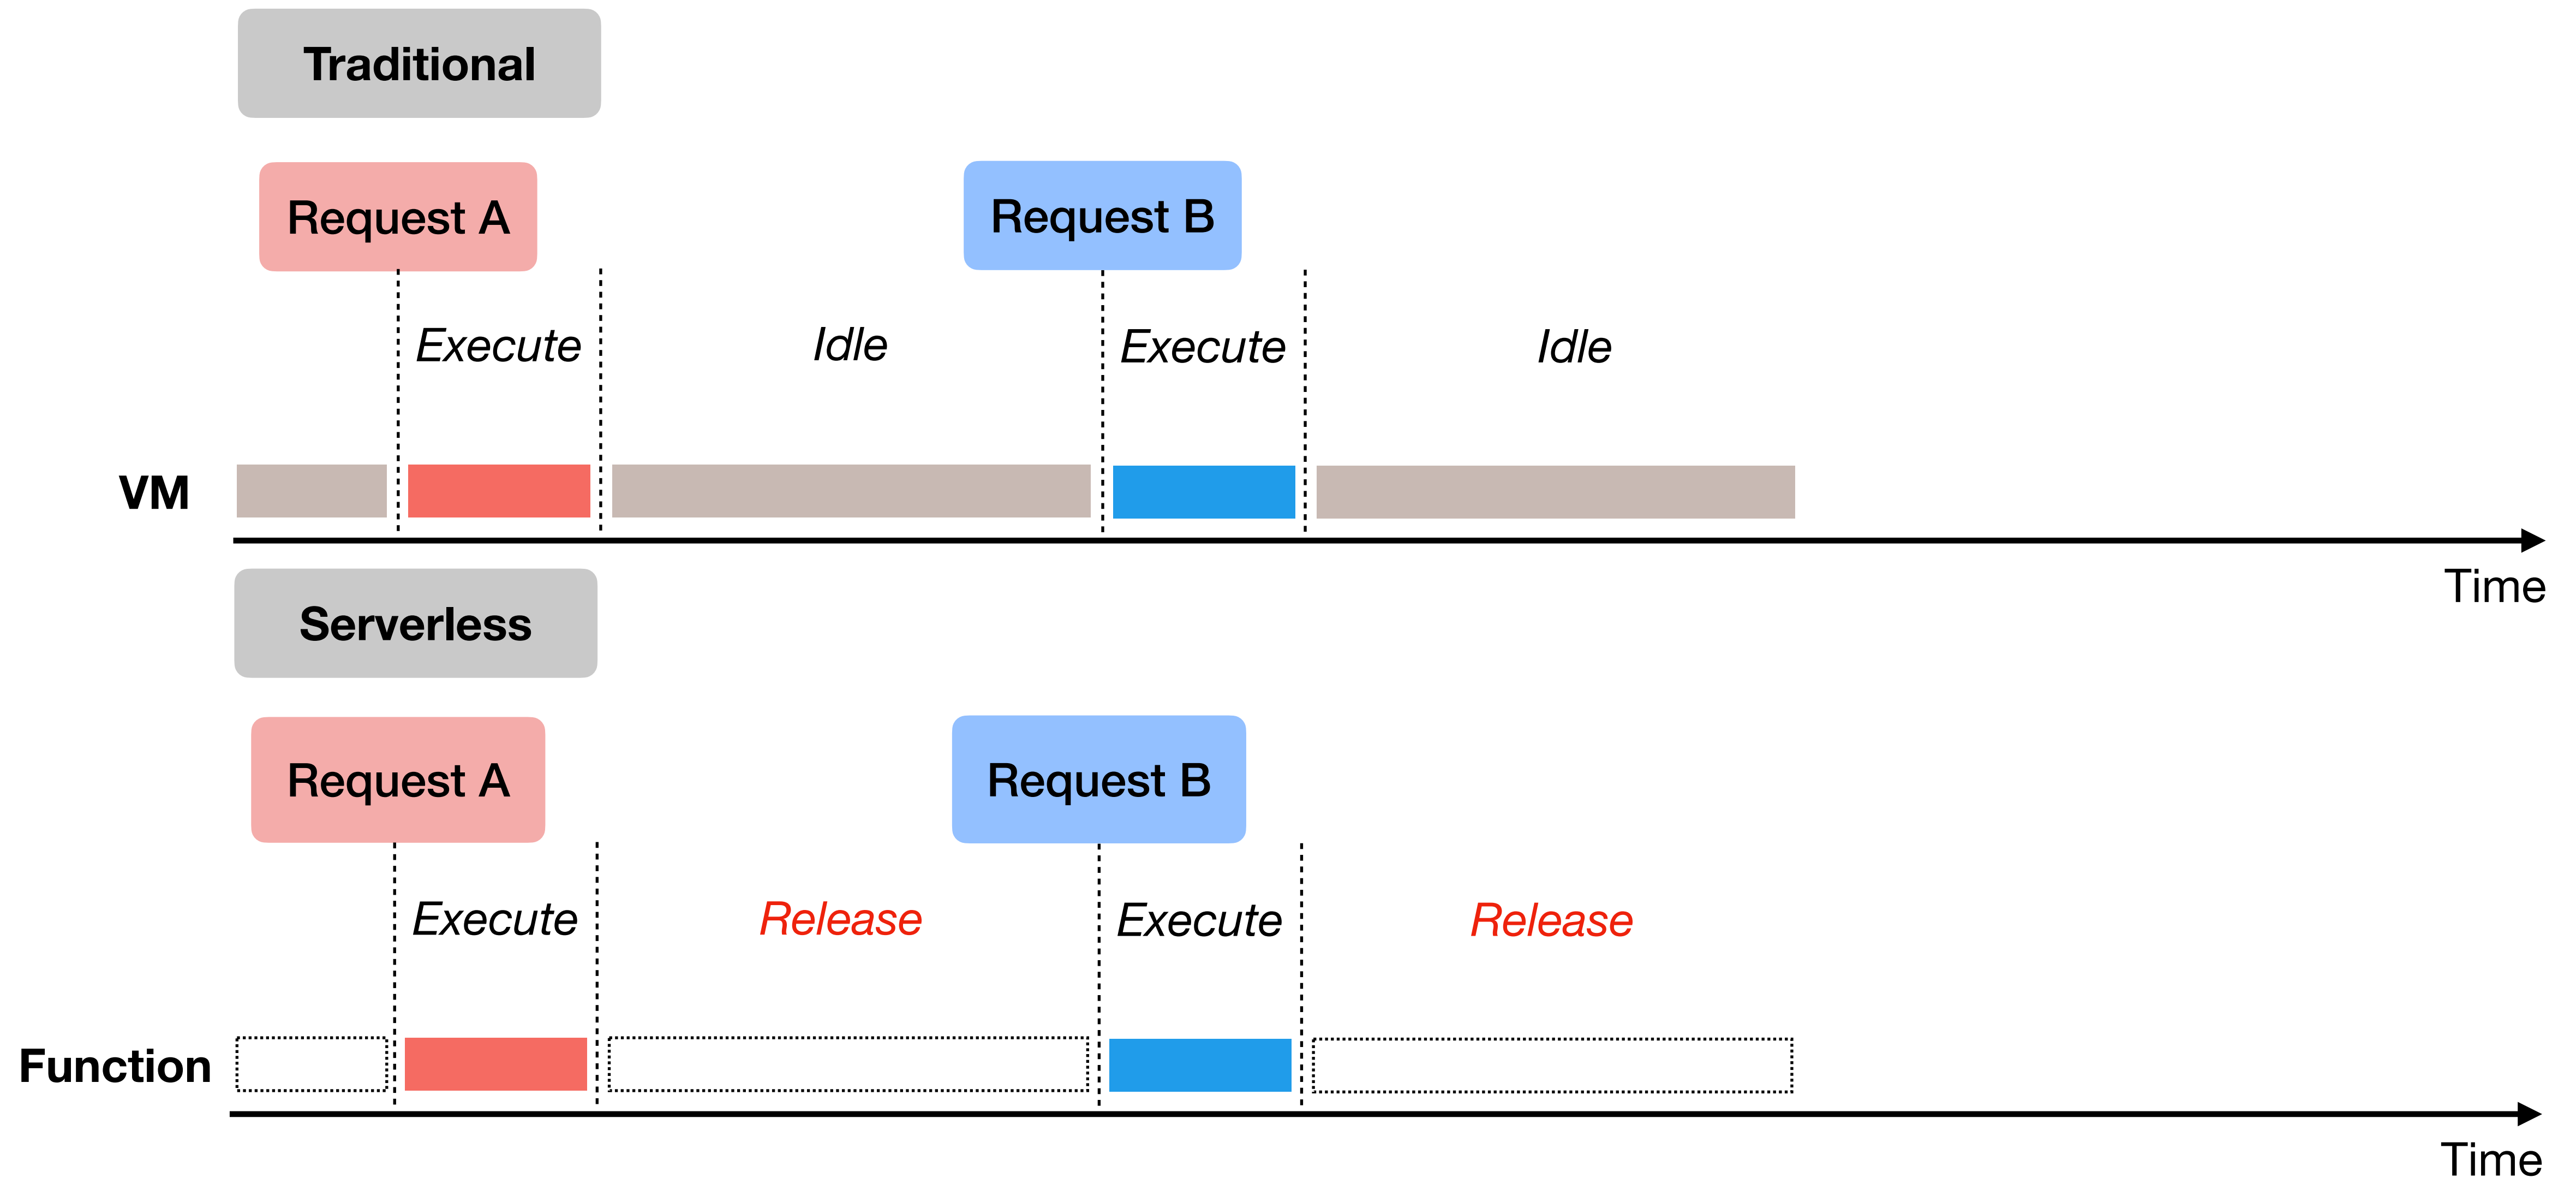 Traditional
Request A
Request B
Execute
Idle
Execute
Idle
VM
Time
Serverless
Request A
Request B
Execute
Release
Execute
Release
Function
Time